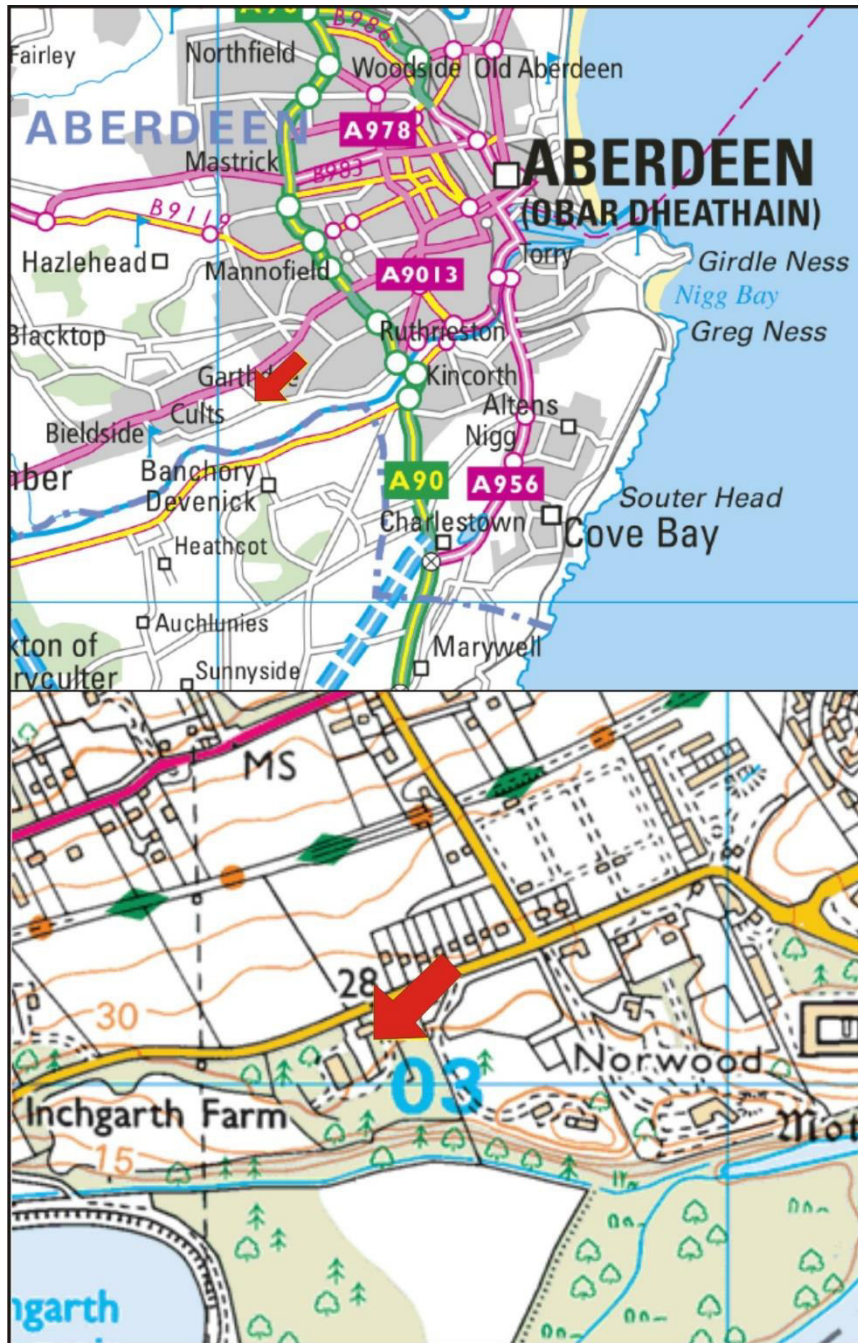 Fairley
Northfield
B986
Woodside
Old Aberdeen
ABERDEEN
A978
Mastrick
B983
ABERDEEN
(OBAR DHEATHAIN)
B9119
Hazlehead
Mannofield
A9013
Torry
Girdle Ness
Nigg Bay
Greg Ness
Blacktop
Ruthrieston
Kincorth
Cults
Altens
Nigg
Bieldside
Banchory
Devenick
A90
A956
Souter Head
Charlestown
Cove Bay
Heathcot
Auchlunies
Marywell
Sunnyside
MS
28
30
03
Norwood
Inchgarth Farm
15